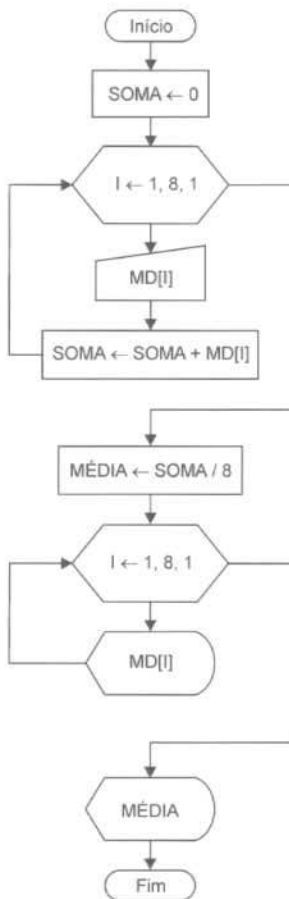 Início
SOMA ← 0
I ← 1, 8, 1
MD[I]
SOMA ← SOMA + MD[I]
MÉDIA ← SOMA / 8
I ← 1, 8, 1
MD[I]
MÉDIA
Fim